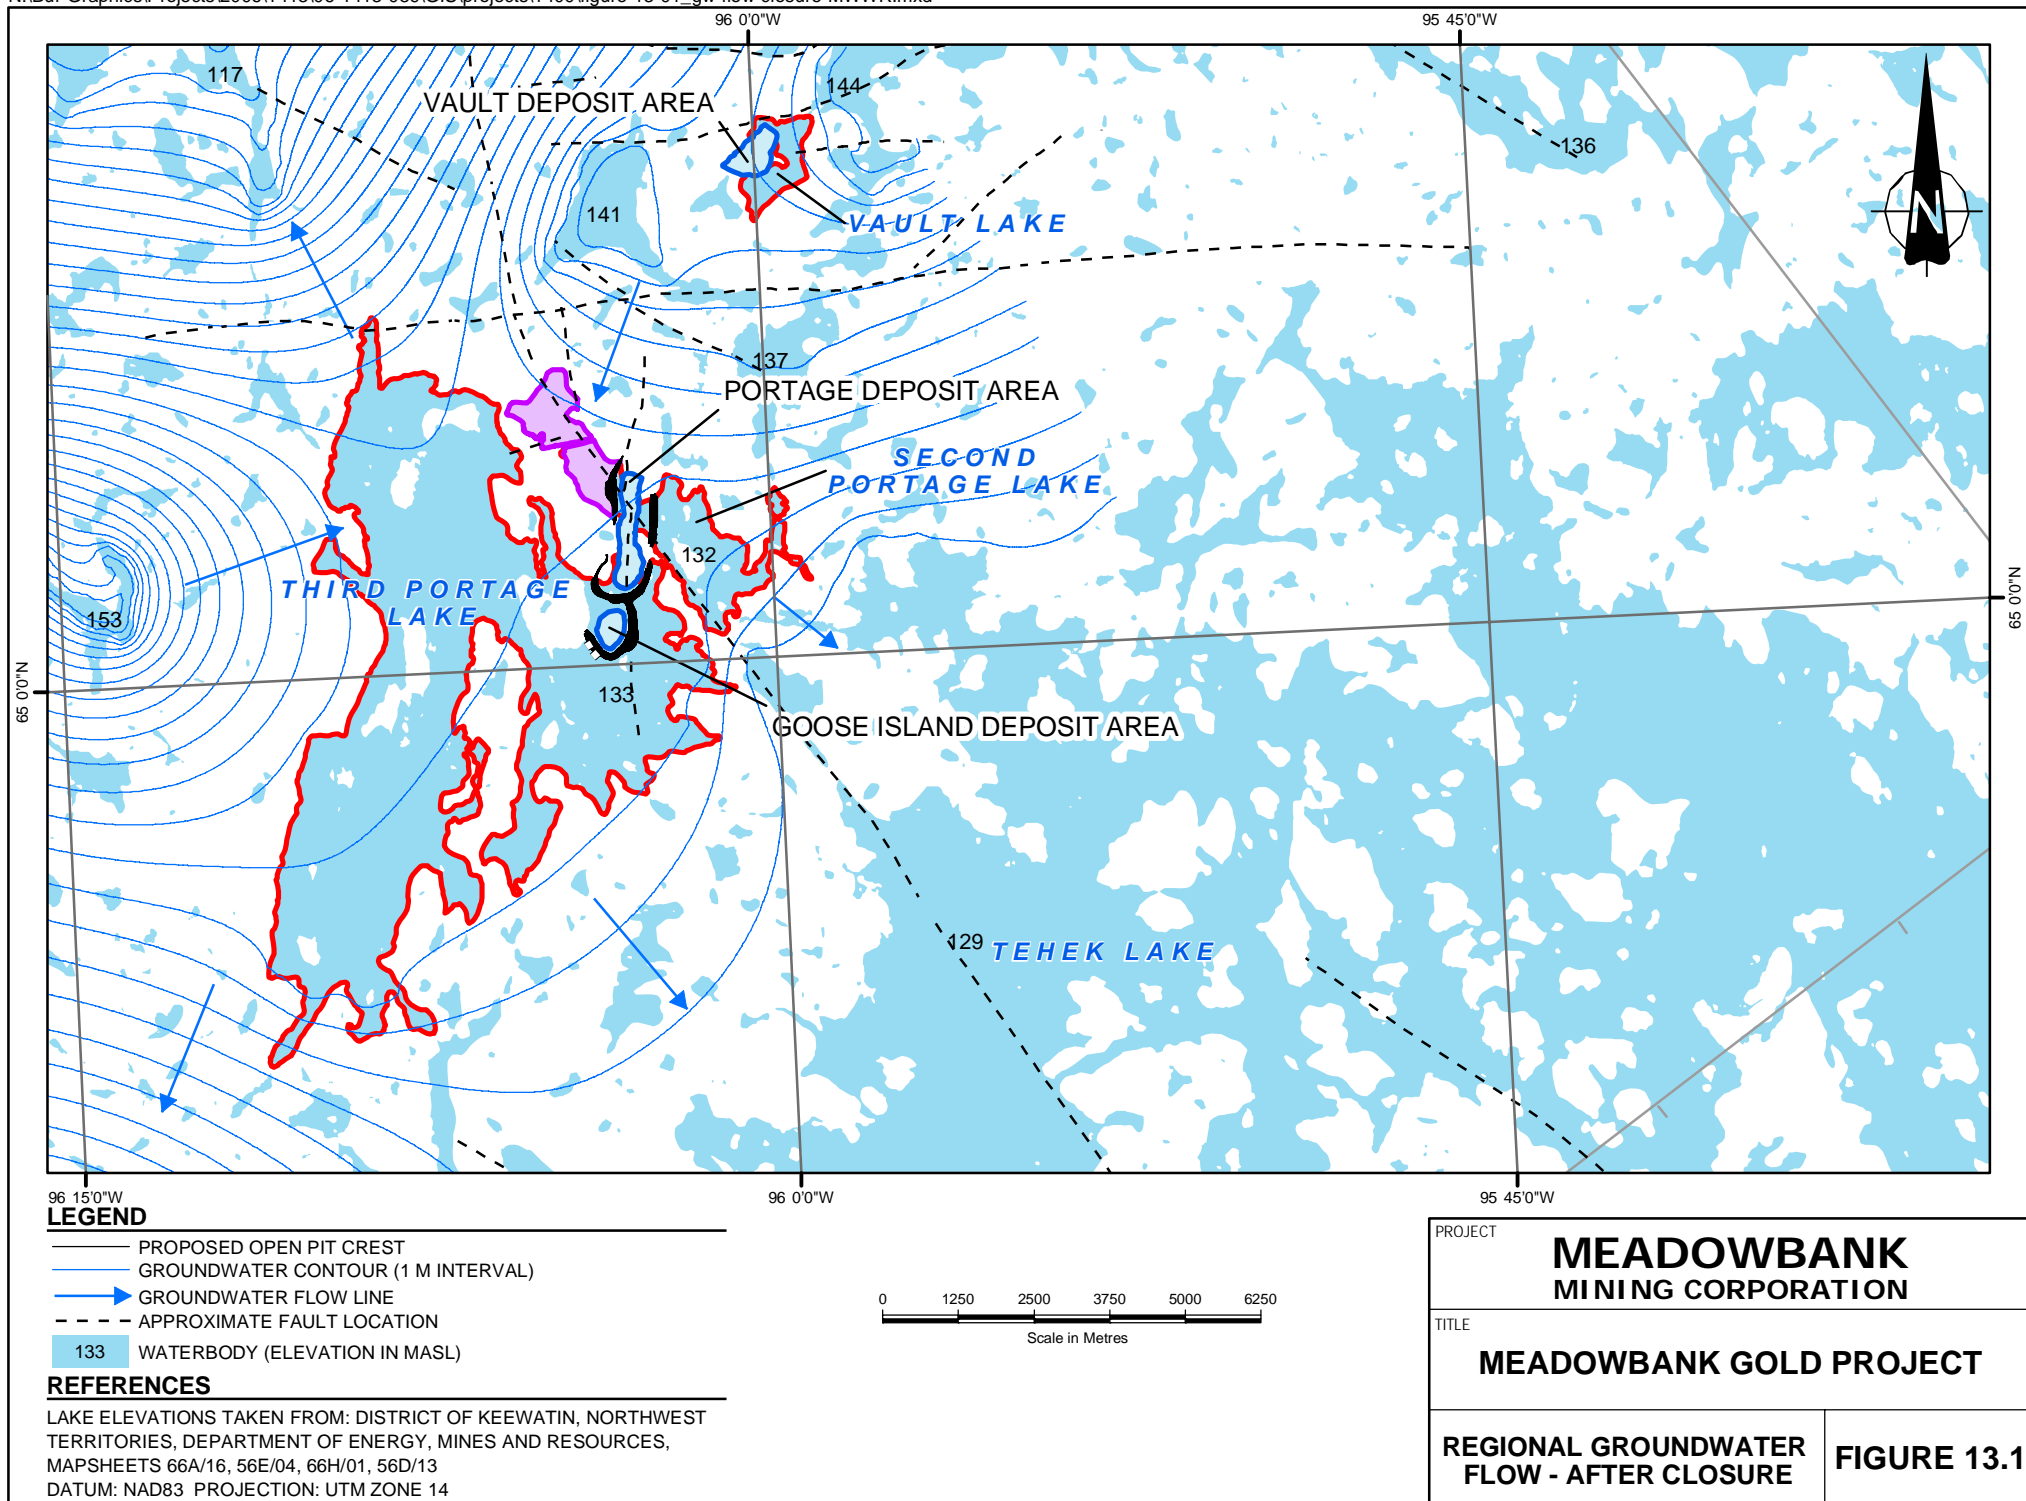 96 0'0"W
95 45'0"W
117
144
VAULT DEPOSIT AREA
136
N
141
VAULT LAKE
137
PORTAGE DEPOSIT AREA
SECOND
PORTAGE LAKE
132
THIRD PORTAGE
LAKE
153
65 0'0"N
65 0'0"N
133
GOOSE ISLAND DEPOSIT AREA
129
TEHEK LAKE
96 15'0"W
96 0'0"W
95 45'0"W
LEGEND
PROPOSED OPEN PIT CREST
GROUNDWATER CONTOUR (1 M INTERVAL)
GROUNDWATER FLOW LINE
APPROXIMATE FAULT LOCATION
133 WATERBODY (ELEVATION IN MASL)
REFERENCES
LAKE ELEVATIONS TAKEN FROM: DISTRICT OF KEEWATIN, NORTHWEST
TERRITORIES, DEPARTMENT OF ENERGY, MINES AND RESOURCES,
MAPSHEETS 66A/16, 56E/04, 66H/01, 56D/13
DATUM: NAD83 PROJECTION: UTM ZONE 14
0 1250 2500 3750 5000 6250
Scale in Metres
PROJECT
MEADOWBANK
MINING CORPORATION
TITLE
MEADOWBANK GOLD PROJECT
REGIONAL GROUNDWATER
FLOW - AFTER CLOSURE
FIGURE 13.1